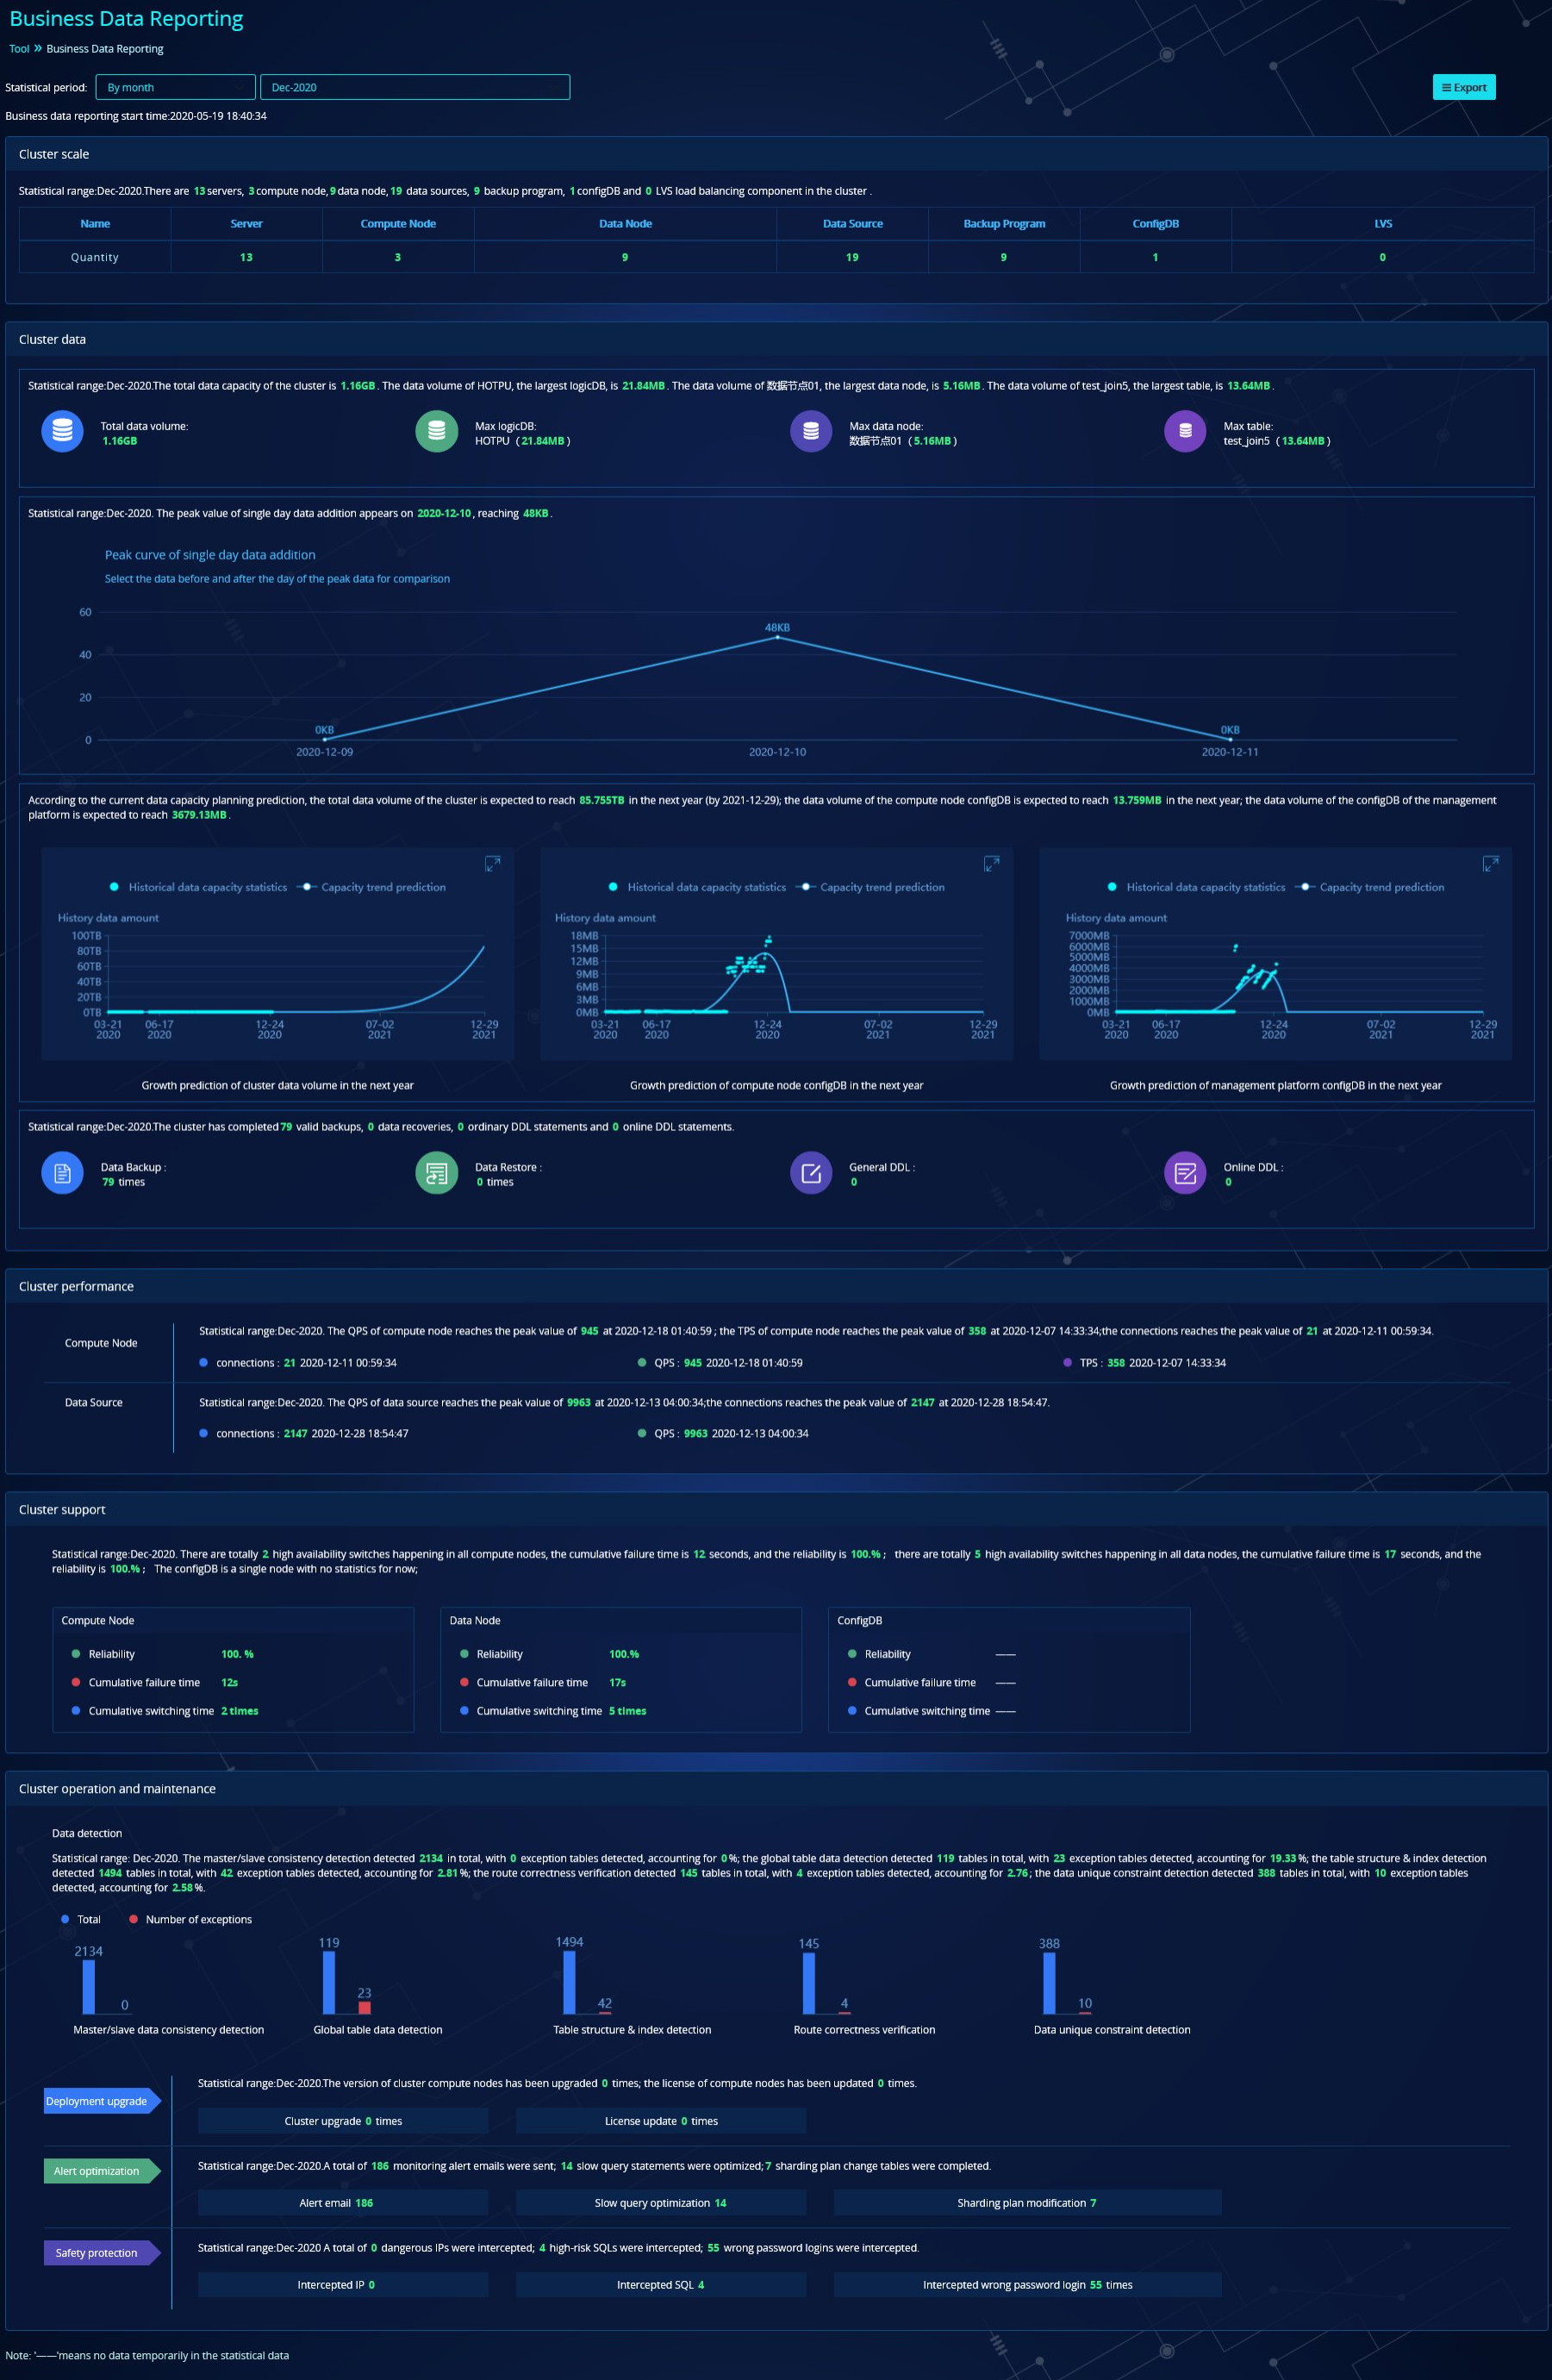 Business Data Reporting
Tool » Business Data Reporting
Statistical period: By month Dec-2020 Export
Business data reporting start time:2020-05-19 18:40:34
Cluster scale
Statistical range:Dec-2020.There are 13 servers, 3 compute node, 9 data node, 19 data sources, 9 backup program, 1 configDB and 0 LVS load balancing component in the cluster .
Name Server Compute Node Data Node Data Source Backup Program ConfigDB LVS
Quantity 13 3 9 19 9 1 0
Cluster data
Statistical range:Dec-2020.The total data capacity of the cluster is 1.16GB . The data volume of HOTPU, the largest logicDB, is 21.84MB . The data volume of 数据节点01, the largest data node, is 5.16MB . The data volume of test_join5, the largest table, is 13.64MB .
Total data volume: Max logicDB: Max data node: Max table:
1.16GB HOTPU ( 21.84MB ) 数据节点01 ( 5.16MB ) test_join5 ( 13.64MB )
Statistical range:Dec-2020. The peak value of single day data addition appears on 2020-12-10 , reaching 48KB .
Peak curve of single day data addition
Select the data before and after the day of the peak data for comparison
60
48KB
40
20
0KB 0KB
0
2020-12-09 2020-12-10 2020-12-11
According to the current data capacity planning prediction, the total data volume of the cluster is expected to reach 85.755TB in the next year (by 2021-12-29); the data volume of the compute node configDB is expected to reach 13.759MB in the next year; the data volume of the configDB of the management
platform is expected to reach 3679.13MB .
Historical data capacity statistics Capacity trend prediction
History data amount
100TB
80TB
60TB
40TB
20TB
0TB
03-21 06-17 12-24 07-02 12-29
2020 2020 2020 2021 2021
Growth prediction of cluster data volume in the next year
Historical data capacity statistics Capacity trend prediction
History data amount
18MB
15MB
12MB
9MB
6MB
3MB
0MB
03-21 06-17 12-24 07-02 12-29
2020 2020 2020 2021 2021
Growth prediction of compute node configDB in the next year
Historical data capacity statistics Capacity trend prediction
History data amount
7000MB
6000MB
5000MB
4000MB
3000MB
2000MB
1000MB
0MB
03-21 06-17 12-24 07-02 12-29
2020 2020 2020 2021 2021
Growth prediction of management platform configDB in the next year
Statistical range:Dec-2020.The cluster has completed 79 valid backups, 0 data recoveries, 0 ordinary DDL statements and 0 online DDL statements.
Data Backup : Data Restore : General DDL : Online DDL :
79 times 0 times 0 0
Cluster performance
Compute Node
Statistical range:Dec-2020. The QPS of compute node reaches the peak value of 945 at 2020-12-18 01:40:59 ; the TPS of compute node reaches the peak value of 358 at 2020-12-07 14:33:34;the connections reaches the peak value of 21 at 2020-12-11 00:59:34.
connections : 21 2020-12-11 00:59:34 QPS : 945 2020-12-18 01:40:59 TPS : 358 2020-12-07 14:33:34
Data Source
Statistical range:Dec-2020. The QPS of data source reaches the peak value of 9963 at 2020-12-13 04:00:34;the connections reaches the peak value of 2147 at 2020-12-28 18:54:47.
connections : 2147 2020-12-28 18:54:47 QPS : 9963 2020-12-13 04:00:34
Cluster support
Statistical range:Dec-2020. There are totally 2 high availability switches happening in all compute nodes, the cumulative failure time is 12 seconds, and the reliability is 100.% ; there are totally 5 high availability switches happening in all data nodes, the cumulative failure time is 17 seconds, and the
reliability is 100.% ; The configDB is a single node with no statistics for now;
Compute Node
Reliability 100. %
Cumulative failure time 12s
Cumulative switching time 2 times
Data Node
Reliability 100.%
Cumulative failure time 17s
Cumulative switching time 5 times
ConfigDB
Reliability ——
Cumulative failure time ——
Cumulative switching time ——
Cluster operation and maintenance
Data detection
Statistical range: Dec-2020. The master/slave consistency detection detected 2134 in total, with 0 exception tables detected, accounting for 0 %; the global table data detection detected 119 tables in total, with 23 exception tables detected, accounting for 19.33 %; the table structure & index detection
detected 1494 tables in total, with 42 exception tables detected, accounting for 2.81 %; the route correctness verification detected 145 tables in total, with 4 exception tables detected, accounting for 2.76 ; the data unique constraint detection detected 388 tables in total, with 10 exception tables
detected, accounting for 2.58 %.
Total Number of exceptions
2134 0
Master/slave data consistency detection
119 23
Global table data detection
1494 42
Table structure & index detection
145 4
Route correctness verification
388 10
Data unique constraint detection
Deployment upgrade
Statistical range:Dec-2020.The version of cluster compute nodes has been upgraded 0 times; the license of compute nodes has been updated 0 times.
Cluster upgrade 0 times License update 0 times
Alert optimization
Statistical range:Dec-2020.A total of 186 monitoring alert emails were sent; 14 slow query statements were optimized; 7 sharding plan change tables were completed.
Alert email 186 Slow query optimization 14 Sharding plan modification 7
Safety protection
Statistical range:Dec-2020 A total of 0 dangerous IPs were intercepted; 4 high-risk SQLs were intercepted; 55 wrong password logins were intercepted.
Intercepted IP 0 Intercepted SQL 4 Intercepted wrong password login 55 times
Note: '——'means no data temporarily in the statistical data